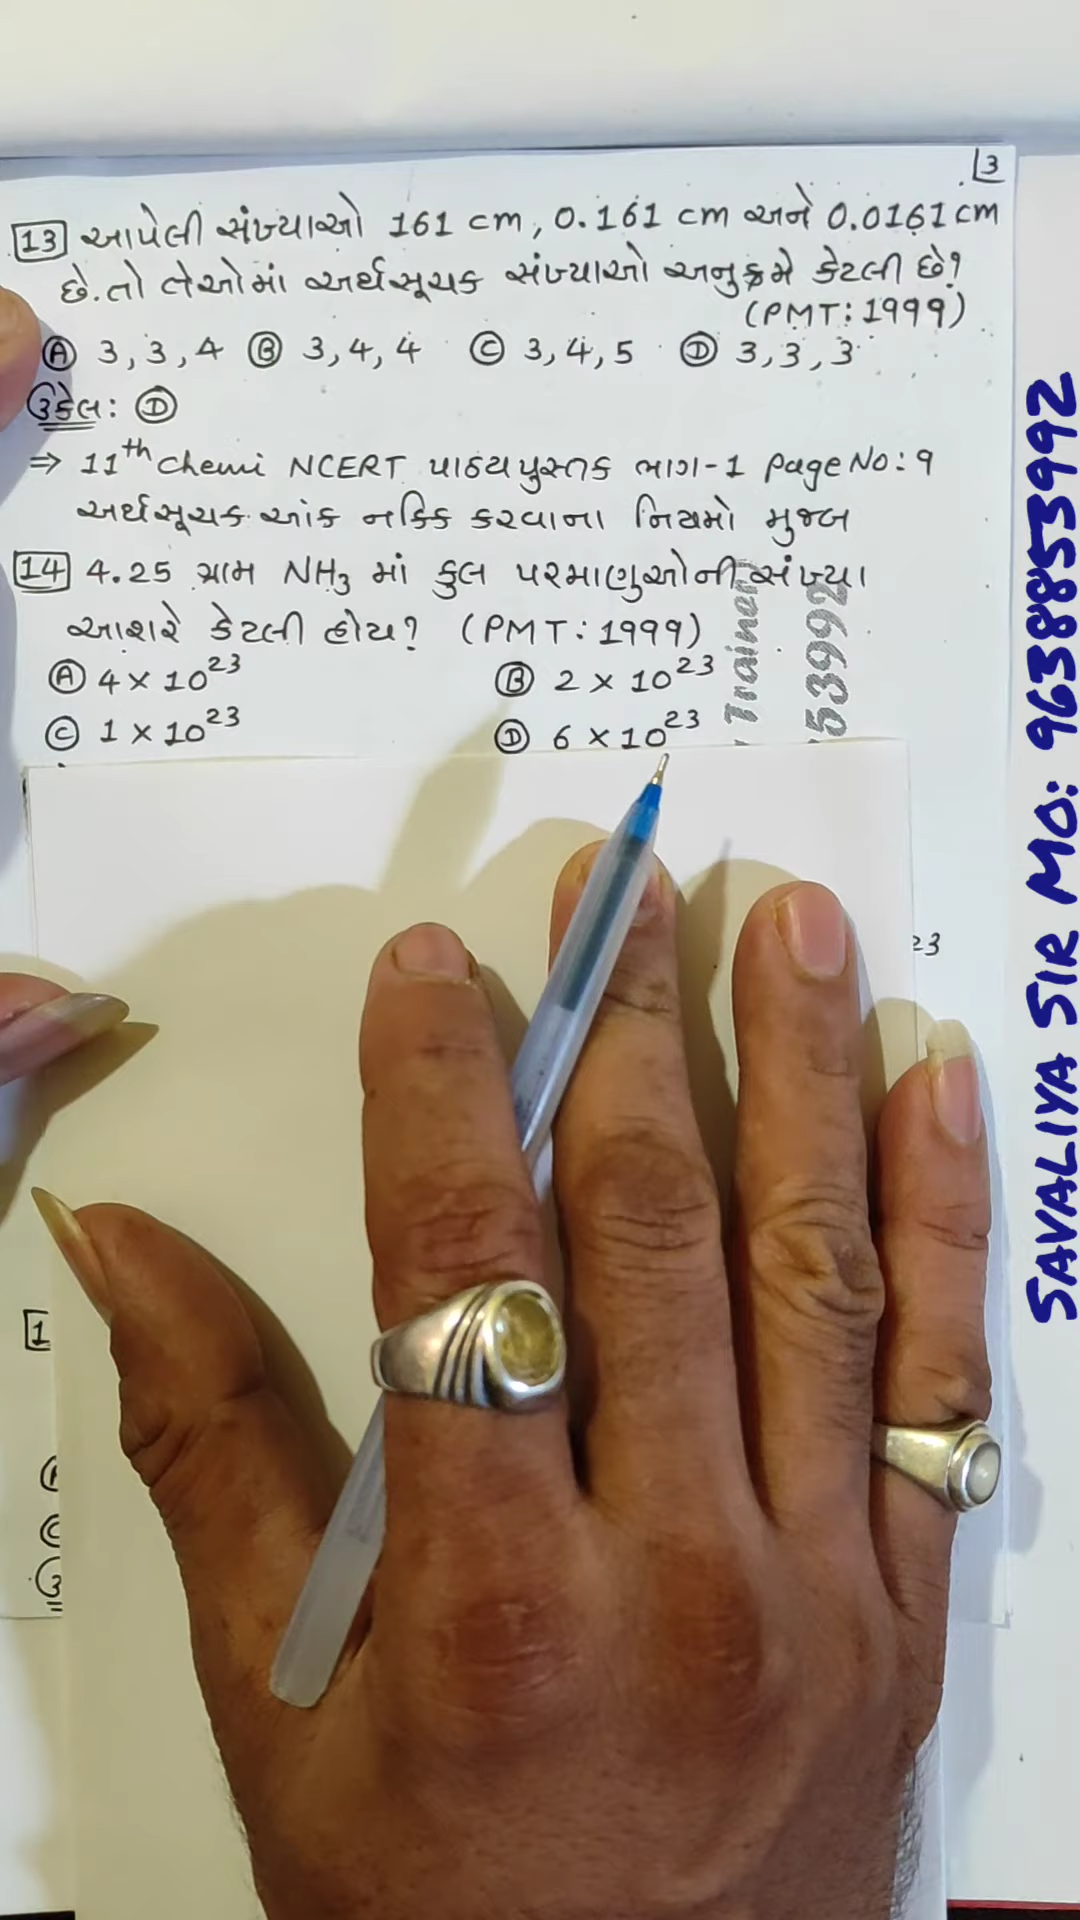 3
13 આપેલી સંખ્યાઓ 161 cm, 0.161 cm અને 0.0161 cm
છે. તો તેઓમાં અર્થસૂચક સંખ્યાઓ અનુક્રમે કેટલી છે?
(PMT: 1999)
Ⓐ 3, 3, 4 Ⓑ 3, 4, 4 Ⓒ 3, 4, 5 Ⓓ 3, 3, 3
ઉકેલ: Ⓓ
⇒ 11th chemi NCERT પાઠ્યપુસ્તક ભાગ-1 Page No: 9
અર્થસૂચક આંક નક્કિ કરવાના નિયમો મુજબ
14 4.25 ગ્રામ NH3 માં કુલ પરમાણુઓની સંખ્યા
આશરે કેટલી હોય? (PMT: 1999)
Ⓐ 4 × 10^23 Ⓑ 2 × 10^23
Ⓒ 1 × 10^23 Ⓓ 6 × 10^23
Trainer)
53992
23
1
SAVALIYA SIR MO: 9638853992